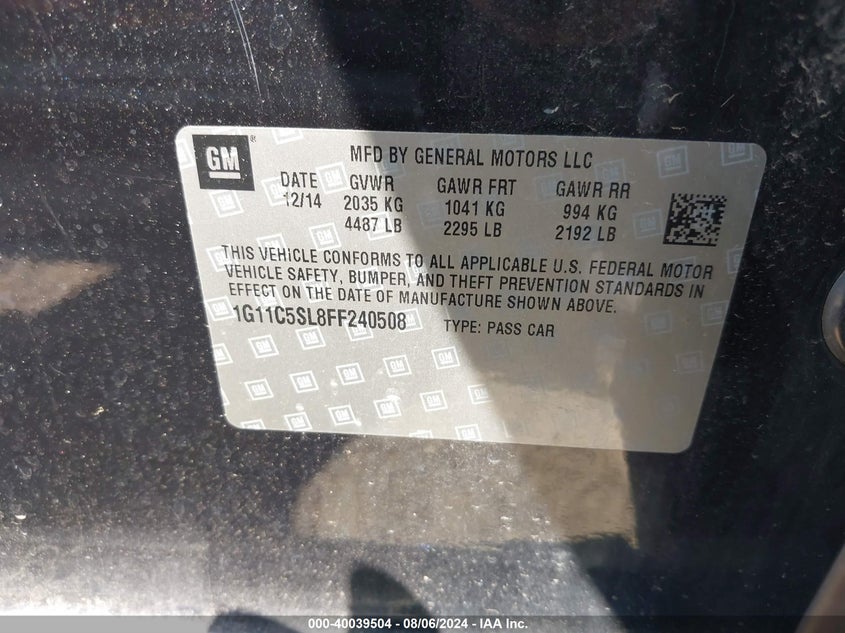 GM ®
MFD BY GENERAL MOTORS LLC
DATE GVWR GAWR FRT GAWR RR
12/14 2035 KG 1041 KG 994 KG
4487 LB 2295 LB 2192 LB
THIS VEHICLE CONFORMS TO ALL APPLICABLE U.S. FEDERAL MOTOR
VEHICLE SAFETY, BUMPER, AND THEFT PREVENTION STANDARDS IN
EFFECT ON THE DATE OF MANUFACTURE SHOWN ABOVE.
1G11C5SL8FF240508 TYPE: PASS CAR
000-40039504 - 08/06/2024 - IAA Inc.